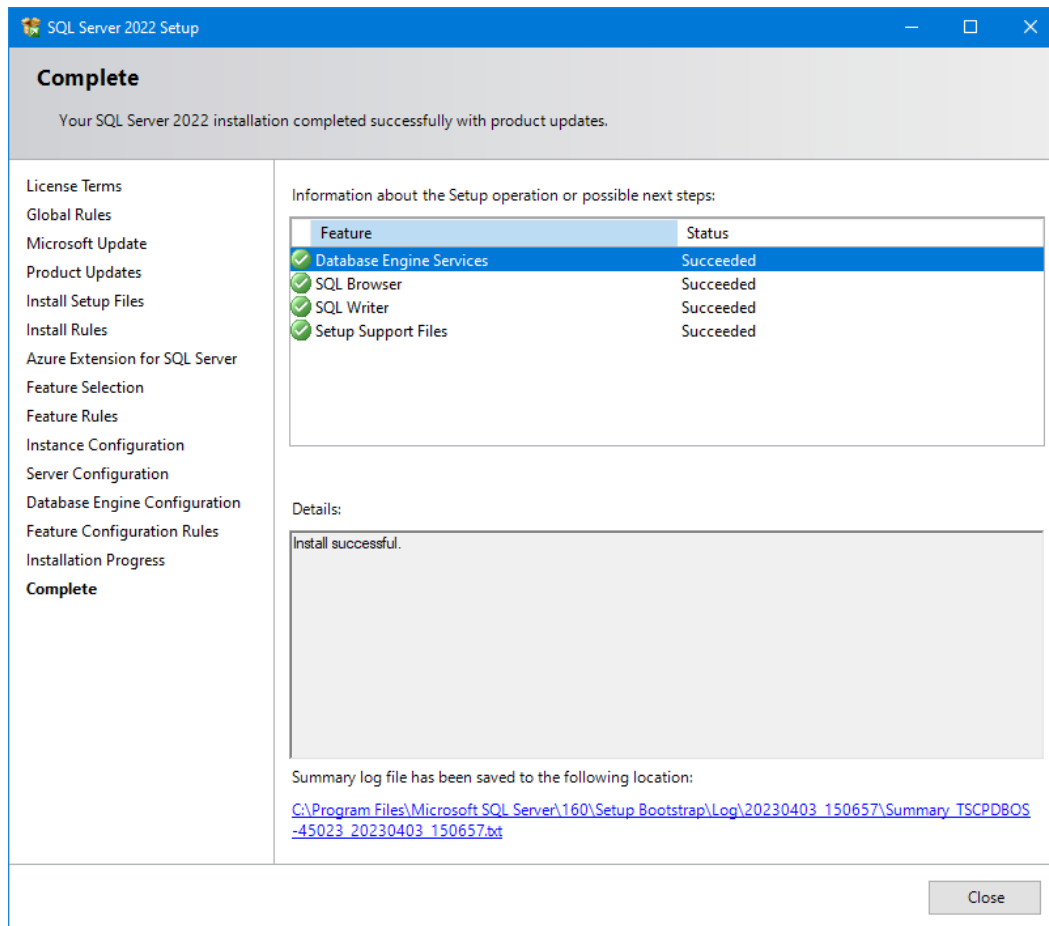 SQL Server 2022 Setup
Complete
Your SQL Server 2022 installation completed successfully with product updates.
License Terms
Global Rules
Microsoft Update
Product Updates
Install Setup Files
Install Rules
Azure Extension for SQL Server
Feature Selection
Feature Rules
Instance Configuration
Server Configuration
Database Engine Configuration
Feature Configuration Rules
Installation Progress
Complete
Information about the Setup operation or possible next steps:
Feature Status
Database Engine Services Succeeded
SQL Browser Succeeded
SQL Writer Succeeded
Setup Support Files Succeeded
Details:
Install successful.
Summary log file has been saved to the following location:
C:\Program Files\Microsoft SQL Server\160\Setup Bootstrap\Log\20230403_150657\Summary_TSCPDBOS
-45023_20230403_150657.txt
Close